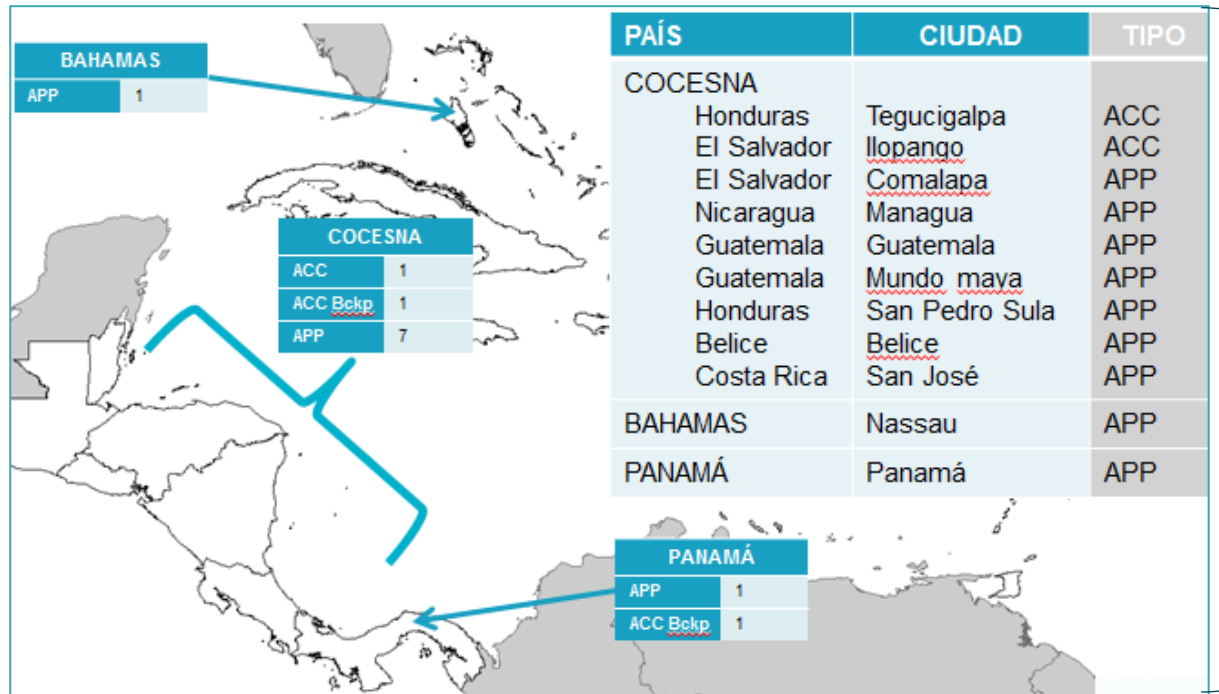 BAHAMAS
APP 1
COCESNA
ACC 1
ACC Bckp 1
APP 7
PANAMÁ
APP 1
ACC Bckp 1
PAÍS CIUDAD TIPO
COCESNA
Honduras Tegucigalpa ACC
El Salvador Ilopango ACC
El Salvador Comalapa APP
Nicaragua Managua APP
Guatemala Guatemala APP
Guatemala Mundo maya APP
Honduras San Pedro Sula APP
Belice Belice APP
Costa Rica San José APP
BAHAMAS Nassau APP
PANAMÁ Panamá APP